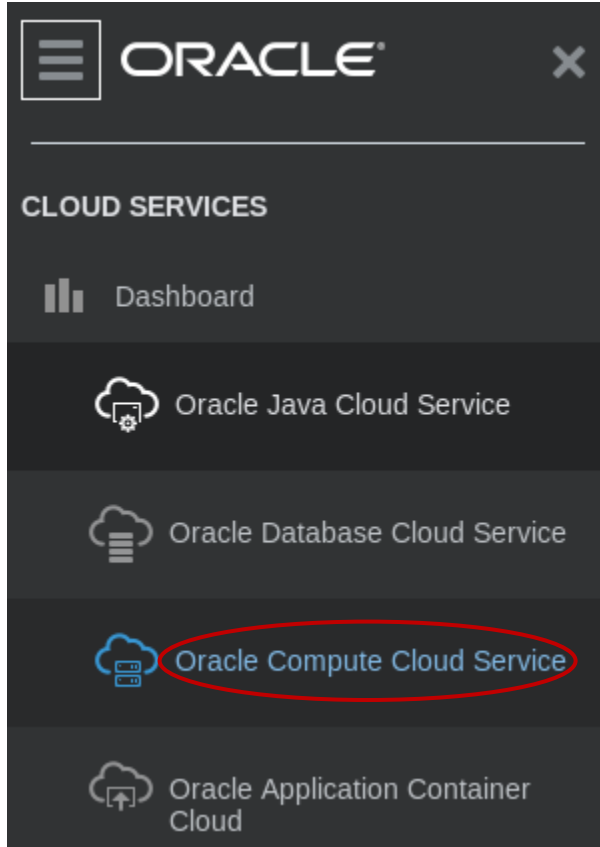 ORACLE®
CLOUD SERVICES
Dashboard
Oracle Java Cloud Service
Oracle Database Cloud Service
Oracle Compute Cloud Service
Oracle Application Container
Cloud